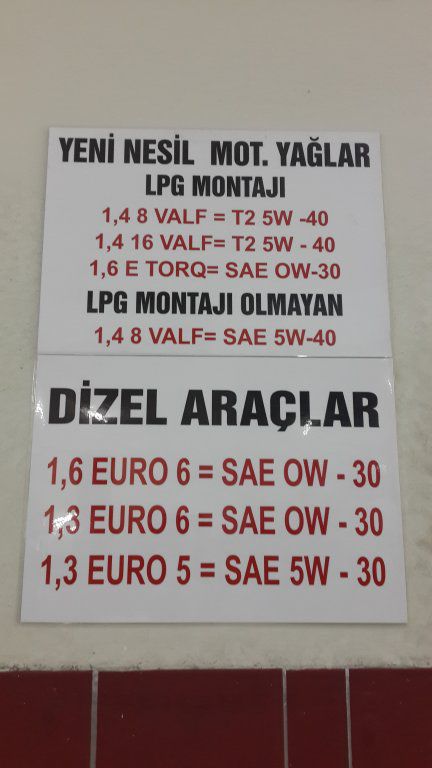 YENİ NESİL MOT. YAĞLAR
LPG MONTAJI
1,4 8 VALF = T2 5W -40
1,4 16 VALF= T2 5W - 40
1,6 E TORQ= SAE OW-30
LPG MONTAJI OLMAYAN
1,4 8 VALF= SAE 5W-40
DİZEL ARAÇLAR
1,6 EURO 6 = SAE OW - 30
1,3 EURO 6 = SAE OW - 30
1,3 EURO 5 = SAE 5W - 30